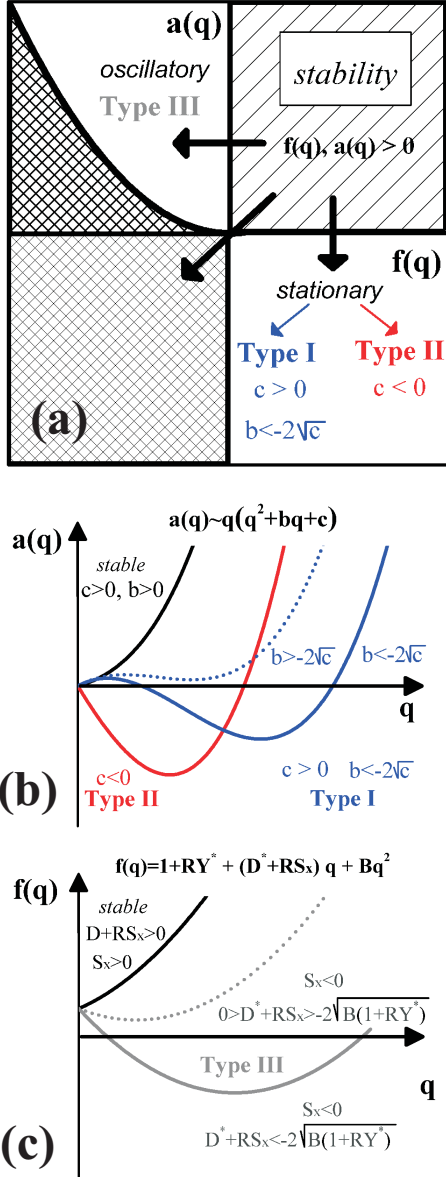 a(q)
oscillatory
Type III
stability
f(q), a(q) > 0
f(q)
stationary
Type I
Type II
c > 0
c < 0
b<-2√c
(a)
a(q)~q(q²+bq+c)
a(q)
stable
c>0, b>0
b>-2√c
b<-2√c
q
c<0
Type II
c > 0 b<-2√c
Type I
(b)
f(q)=1+RY* + (D*+RSx) q + Bq²
f(q)
stable
D+RSx>0
Sx>0
Sx<0
0>D*+RSx>-2√B(1+RY*)
Type III
q
Sx<0
D*+RSx<-2√B(1+RY*)
(c)